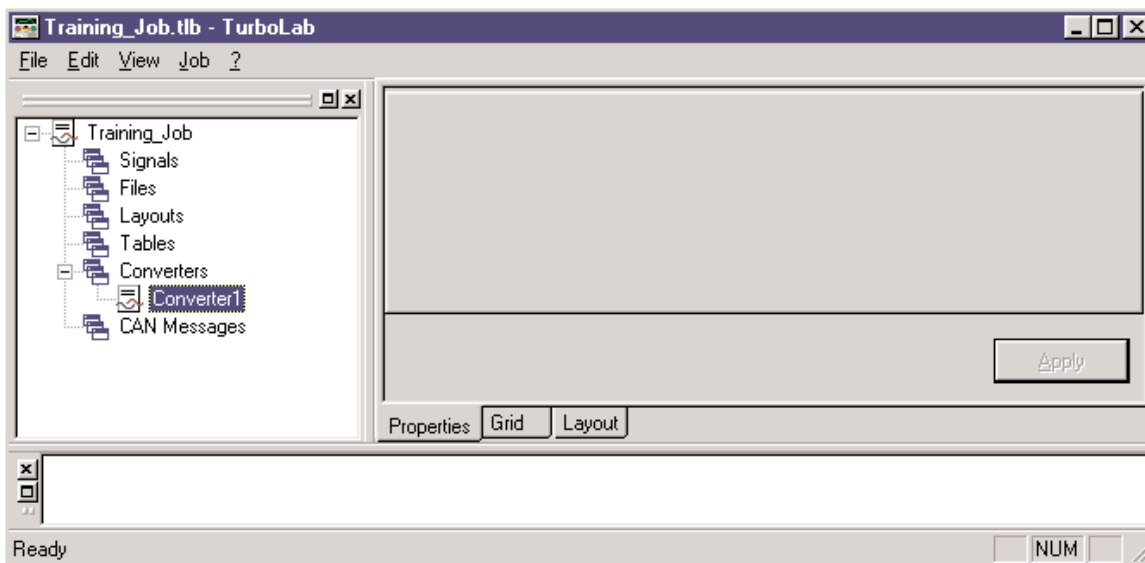 Training_Job.tlb - TurboLab
File Edit View Job ?
Training_Job
Signals
Files
Layouts
Tables
Converters
Converter1
CAN Messages
Apply
Properties Grid Layout
Ready NUM